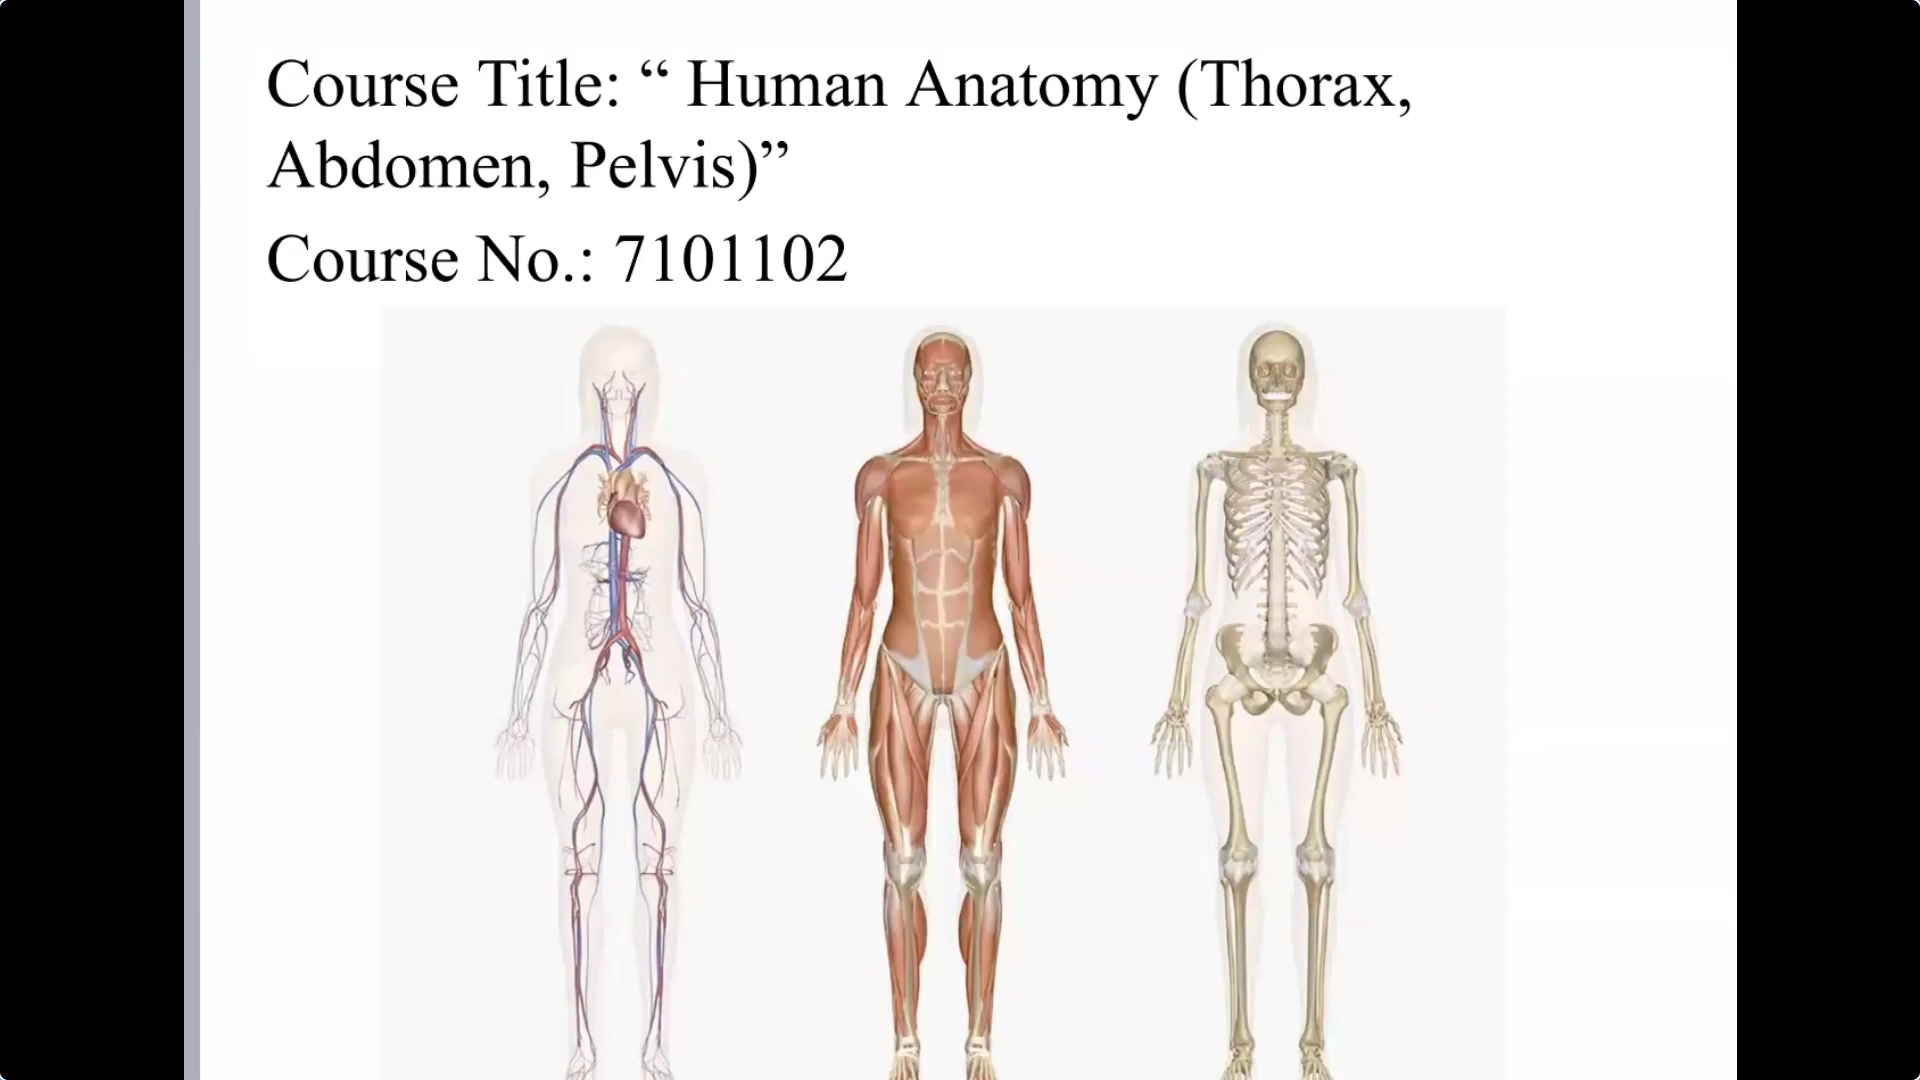 Course Title: “ Human Anatomy (Thorax,
Abdomen, Pelvis)”
Course No.: 7101102